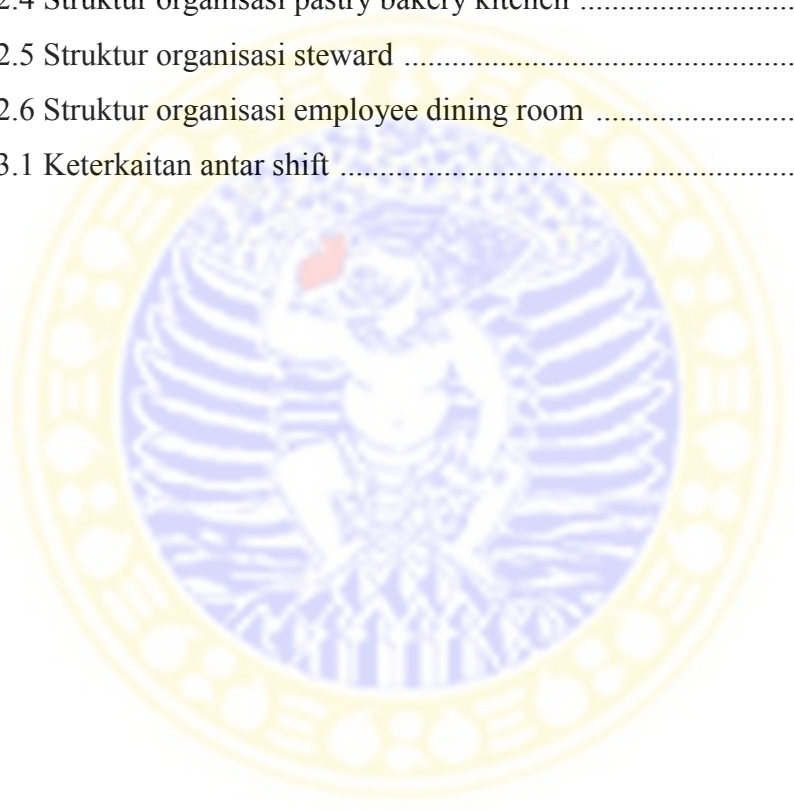 2.4 Struktur organisasi pastry bakery kitchen ..........................
2.5 Struktur organisasi steward ................................................
2.6 Struktur organisasi employee dining room .........................
3.1 Keterkaitan antar shift ........................................................